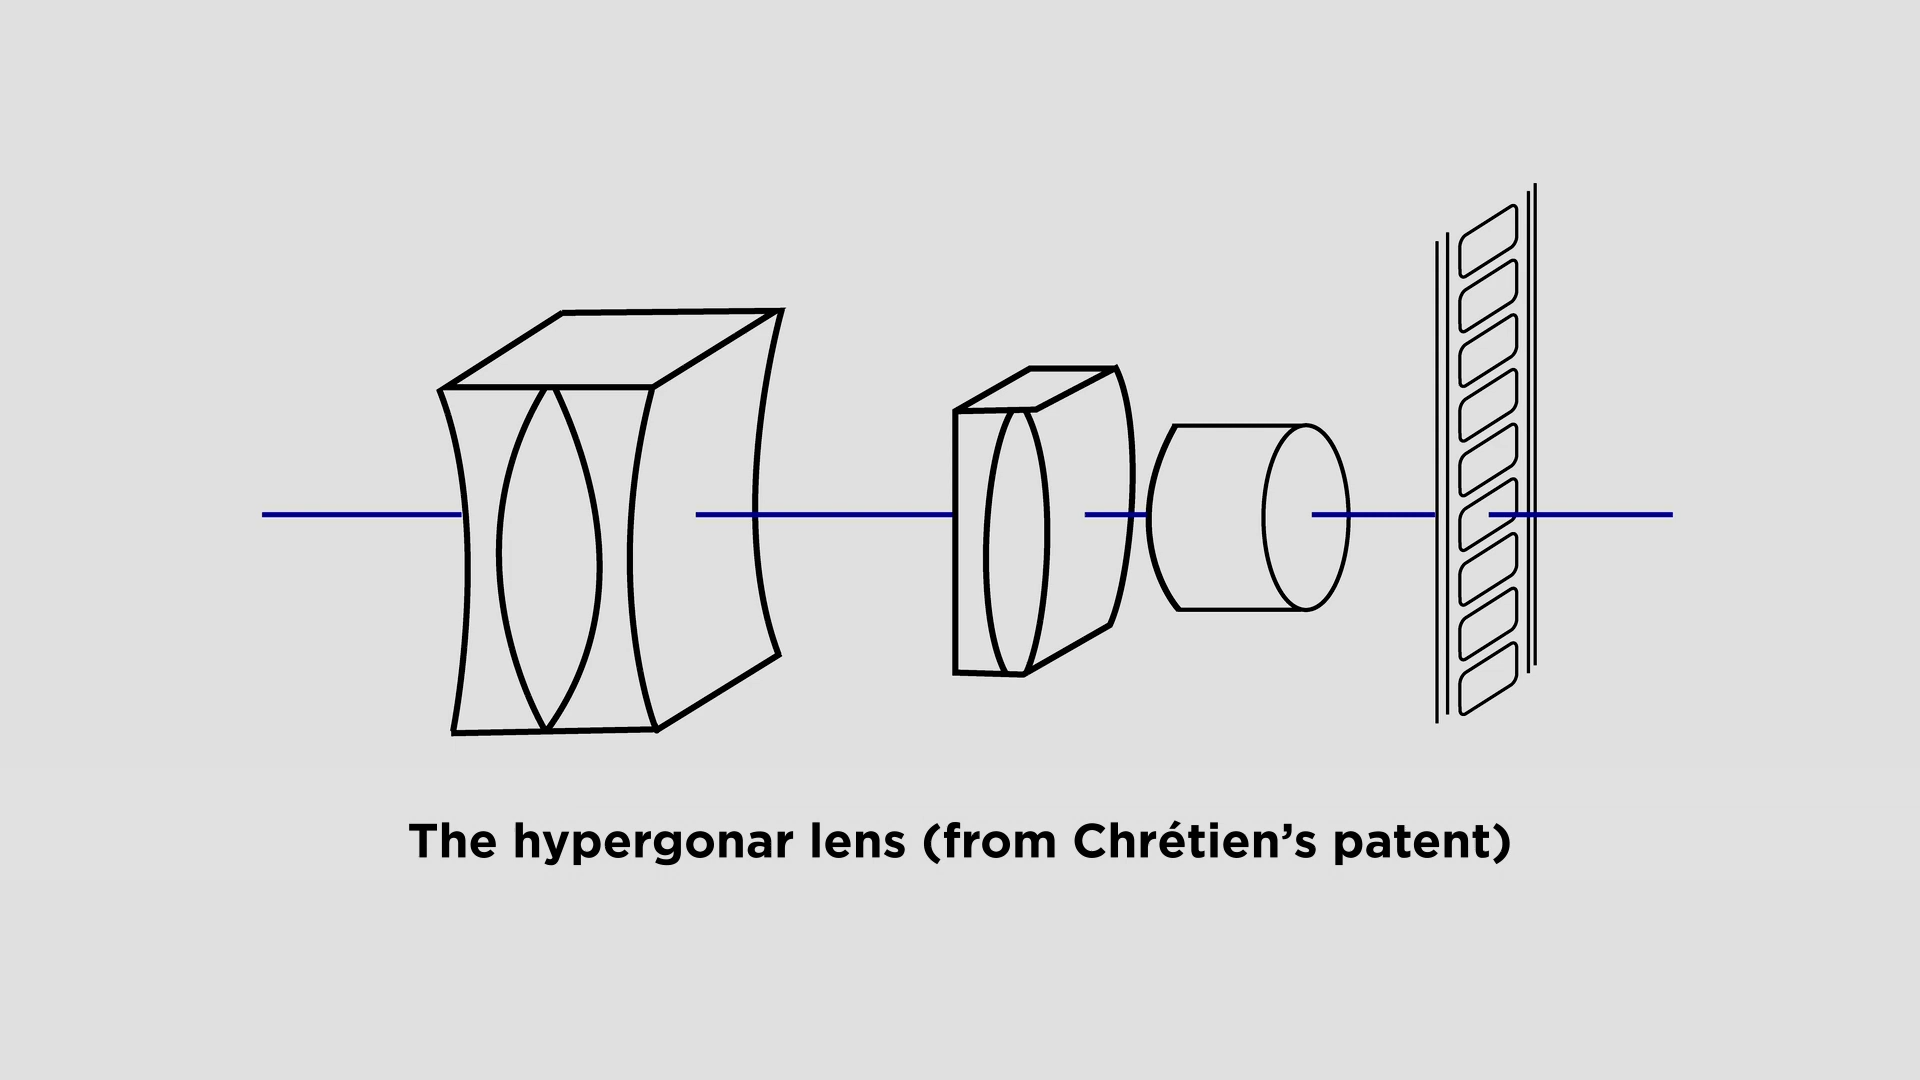 The hypergonar lens (from Chrétien’s patent)